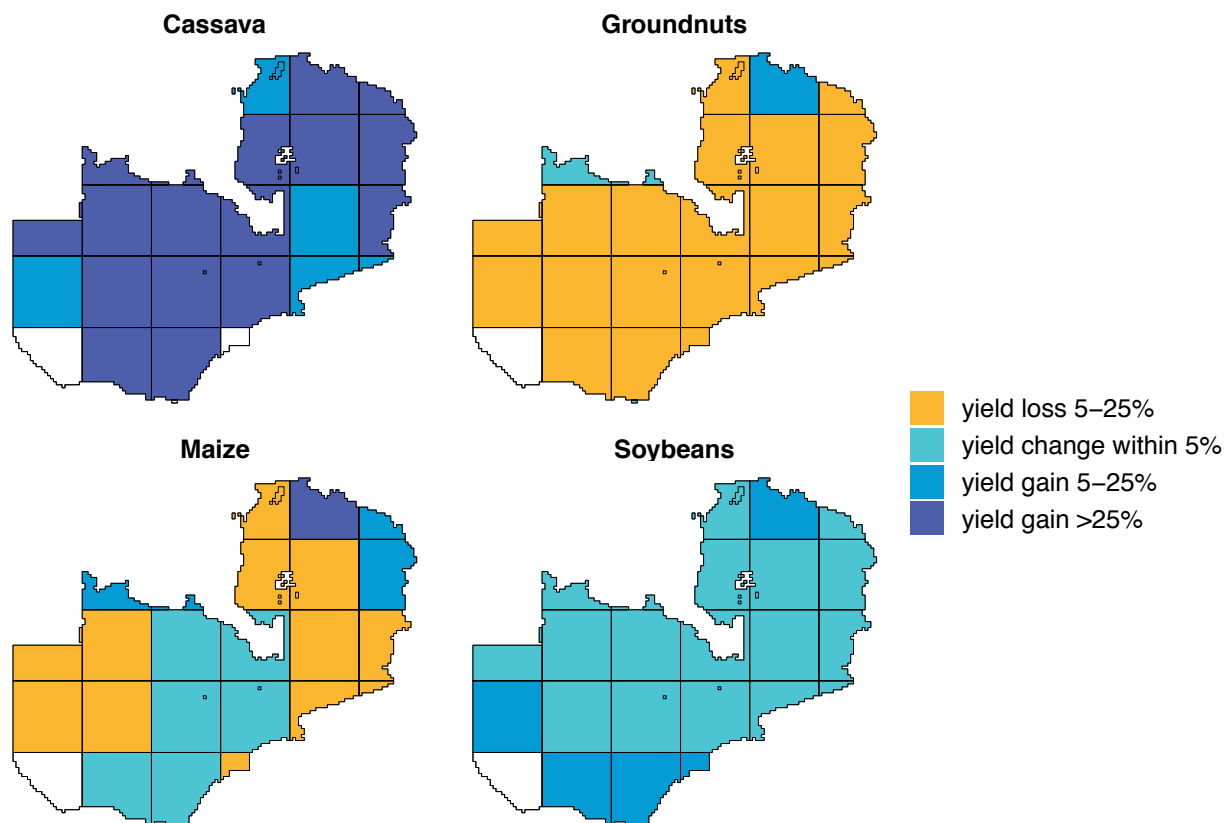 Cassava
Groundnuts
Maize
Soybeans
yield loss 5–25%
yield change within 5%
yield gain 5–25%
yield gain >25%